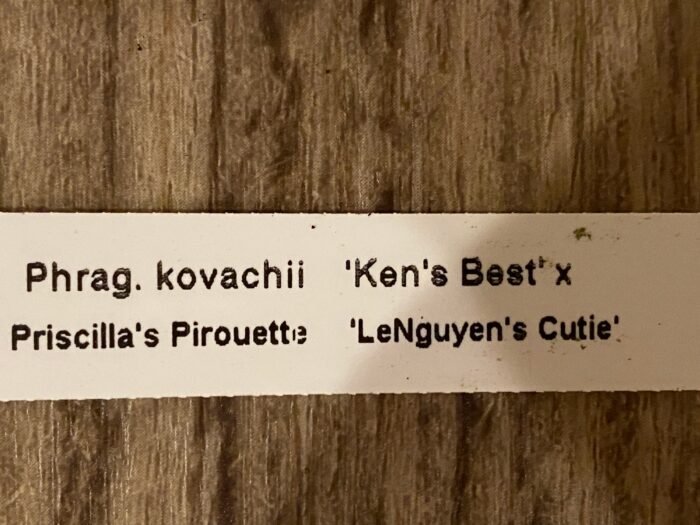 Phrag. kovachii 'Ken's Best' x
Priscilla's Pirouette 'LeNguyen's Cutie'